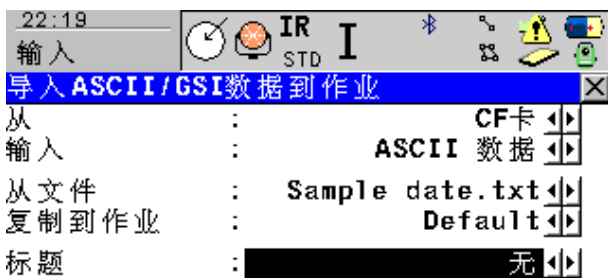 22:19
输入
IR
STD
I
导入ASCII/GSI数据到作业
从 : CF卡
输入 : ASCII 数据
从文件 : Sample date.txt
复制到作业 : Default
标题 : 无